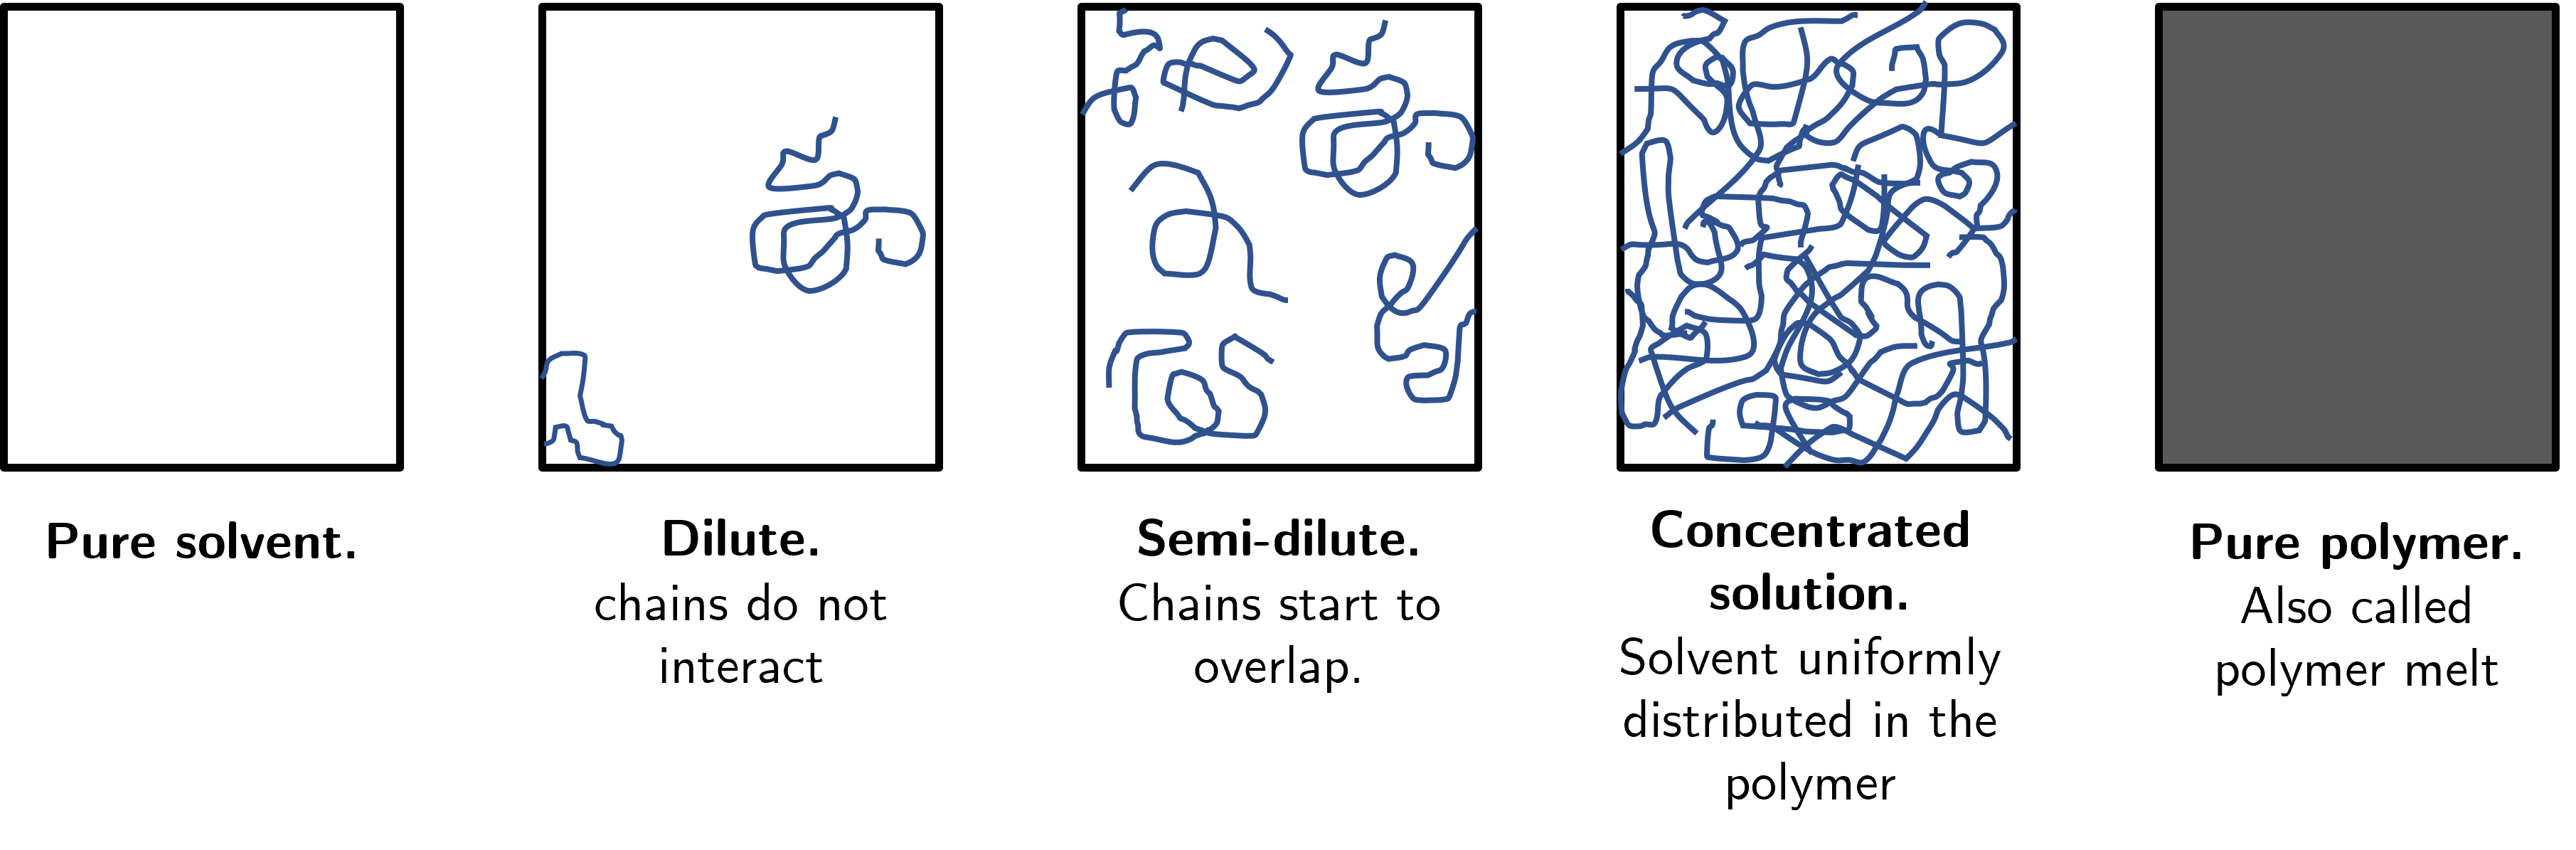 Pure solvent.
Dilute.
chains do not
interact
Semi-dilute.
Chains start to
overlap.
Concentrated
solution.
Solvent uniformly
distributed in the
polymer
Pure polymer.
Also called
polymer melt